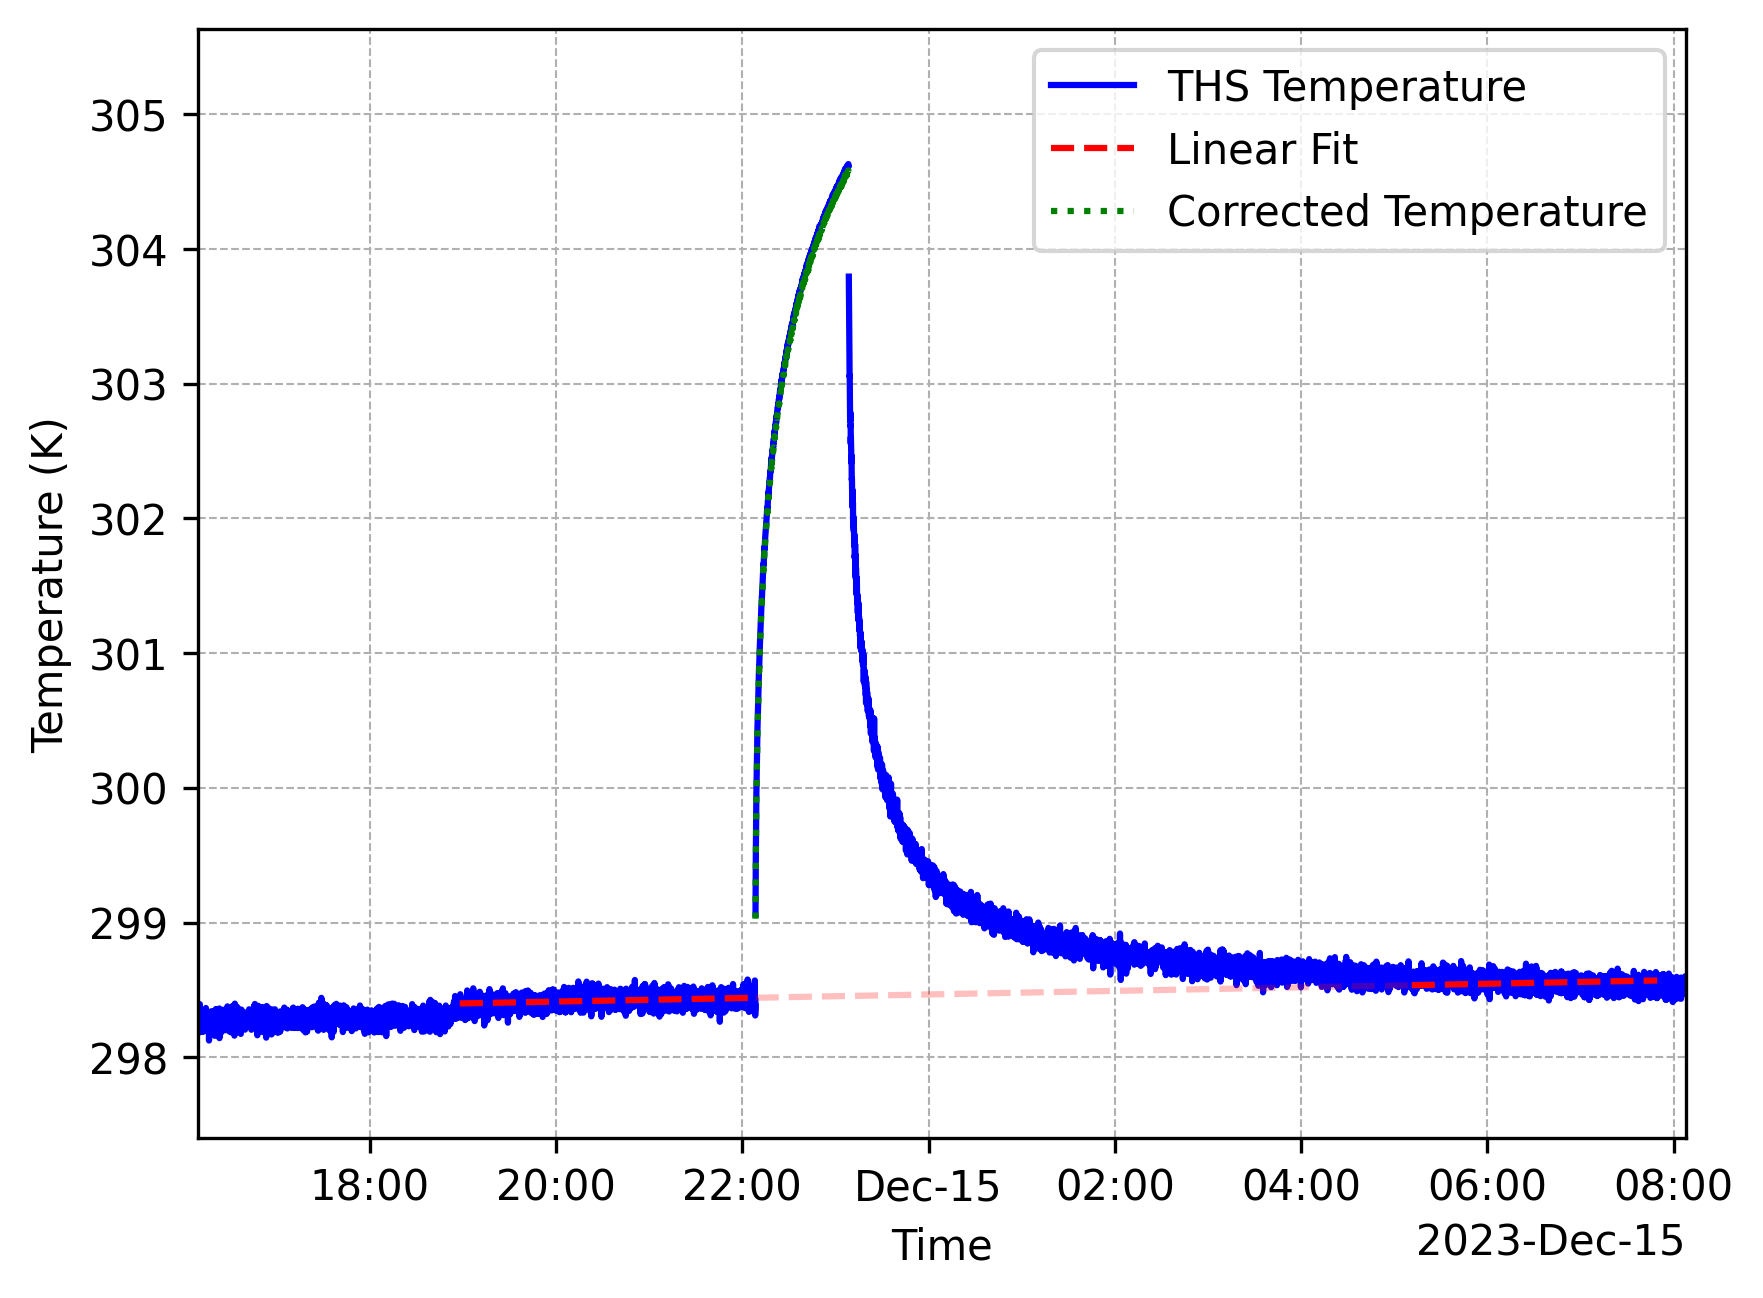 THS Temperature
Linear Fit
Corrected Temperature
305
304
303
302
301
300
299
298
Temperature (K)
18:00 20:00 22:00 Dec-15 02:00 04:00 06:00 08:00
Time
2023-Dec-15